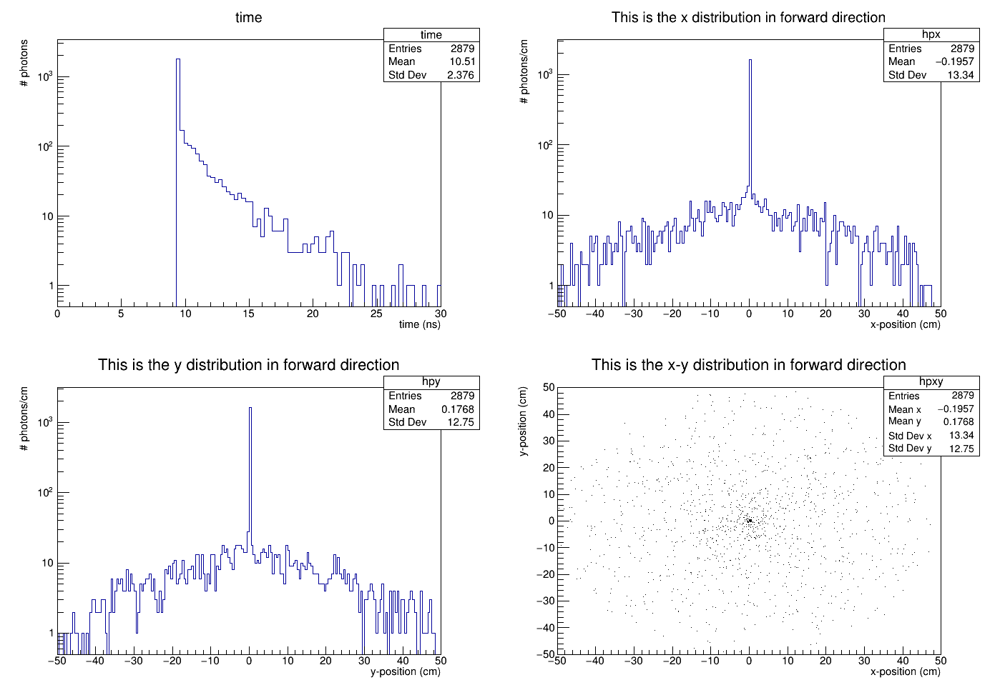 time
# photons
time
Entries 2879
Mean 10.51
Std Dev 2.376
10³
10²
10
1
0 5 10 15 20 25 30
time (ns)
This is the x distribution in forward direction
# photons/cm
hpx
Entries 2879
Mean −0.1957
Std Dev 13.34
10³
10²
10
1
−50 −40 −30 −20 −10 0 10 20 30 40 50
x-position (cm)
This is the y distribution in forward direction
# photons/cm
hpy
Entries 2879
Mean 0.1768
Std Dev 12.75
10³
10²
10
1
−50 −40 −30 −20 −10 0 10 20 30 40 50
y-position (cm)
This is the x-y distribution in forward direction
y-position (cm)
hpxy
Entries 2879
Mean x −0.1957
Mean y 0.1768
Std Dev x 13.34
Std Dev y 12.75
50
40
30
20
10
0
−10
−20
−30
−40
−50
−50 −40 −30 −20 −10 0 10 20 30 40 50
x-position (cm)